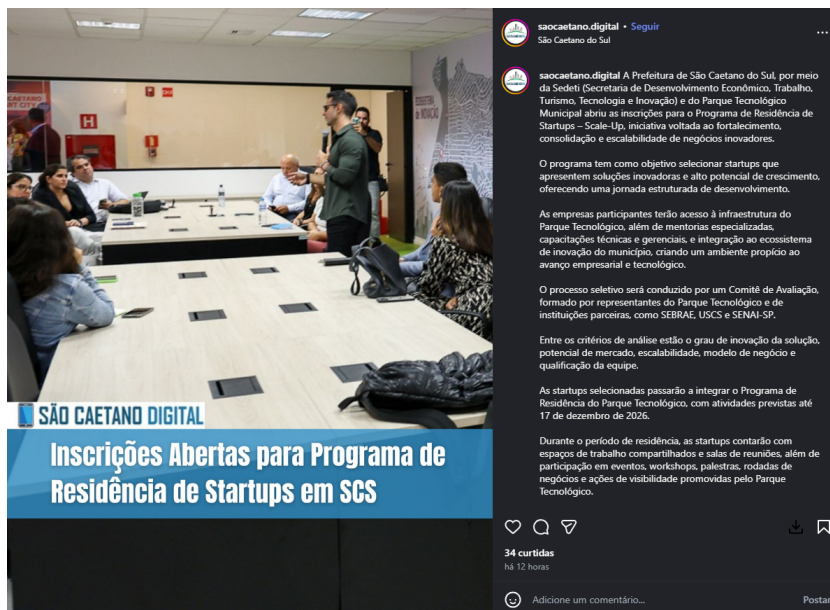 CAETANO
RT CITY
H
ECOSSISTEMA
DE INOVAÇÃO
SÃO CAETANO DIGITAL
Inscrições Abertas para Programa de
Residência de Startups em SCS
saocaetano.digital • Seguir
São Caetano do Sul
saocaetano.digital A Prefeitura de São Caetano do Sul, por meio
da Sedeti (Secretaria de Desenvolvimento Econômico, Trabalho,
Turismo, Tecnologia e Inovação) e do Parque Tecnológico
Municipal abriu as inscrições para o Programa de Residência de
Startups – Scale-Up, iniciativa voltada ao fortalecimento,
consolidação e escalabilidade de negócios inovadores.
O programa tem como objetivo selecionar startups que
apresentem soluções inovadoras e alto potencial de crescimento,
oferecendo uma jornada estruturada de desenvolvimento.
As empresas participantes terão acesso à infraestrutura do
Parque Tecnológico, além de mentorias especializadas,
capacitações técnicas e gerenciais, e integração ao ecossistema
de inovação do município, criando um ambiente propício ao
avanço empresarial e tecnológico.
O processo seletivo será conduzido por um Comitê de Avaliação,
formado por representantes do Parque Tecnológico e de
instituições parceiras, como SEBRAE, USCS e SENAI-SP.
Entre os critérios de análise estão o grau de inovação da solução,
potencial de mercado, escalabilidade, modelo de negócio e
qualificação da equipe.
As startups selecionadas passarão a integrar o Programa de
Residência do Parque Tecnológico, com atividades previstas até
17 de dezembro de 2026.
Durante o período de residência, as startups contarão com
espaços de trabalho compartilhados e salas de reuniões, além de
participação em eventos, workshops, palestras, rodadas de
negócios e ações de visibilidade promovidas pelo Parque
Tecnológico.
34 curtidas
há 12 horas
Adicione um comentário...
Postar